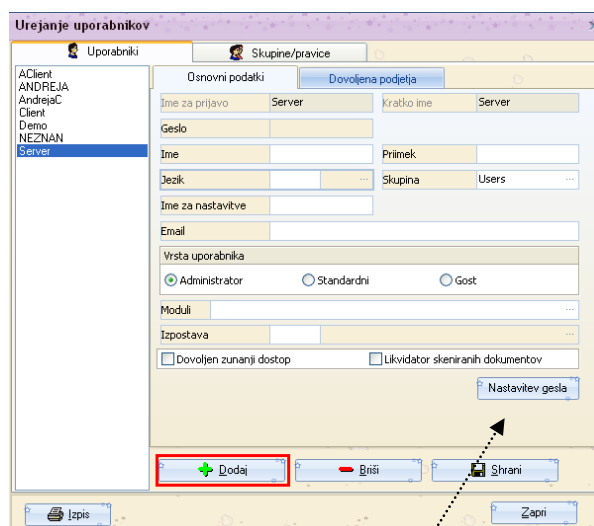 Urejanje uporabnikov
Uporabniki Skupine/pravice
AClient
ANDREJA
AndrejaC
Client
Demo
NEZNAN
Server
Osnovni podatki Dovoljena podjetja
Ime za prijavo Server Kratko ime Server
Geslo
Ime Priimek
Jezik ... Skupina Users ...
Ime za nastavitve
Email
Vrsta uporabnika
Administrator Standardni Gost
Moduli ...
Izpostava ...
Dovoljen zunanji dostop Likvidator skeniranih dokumentov
Nastavitev gesla
Dodaj Briši Shrani
Izpis Zapri